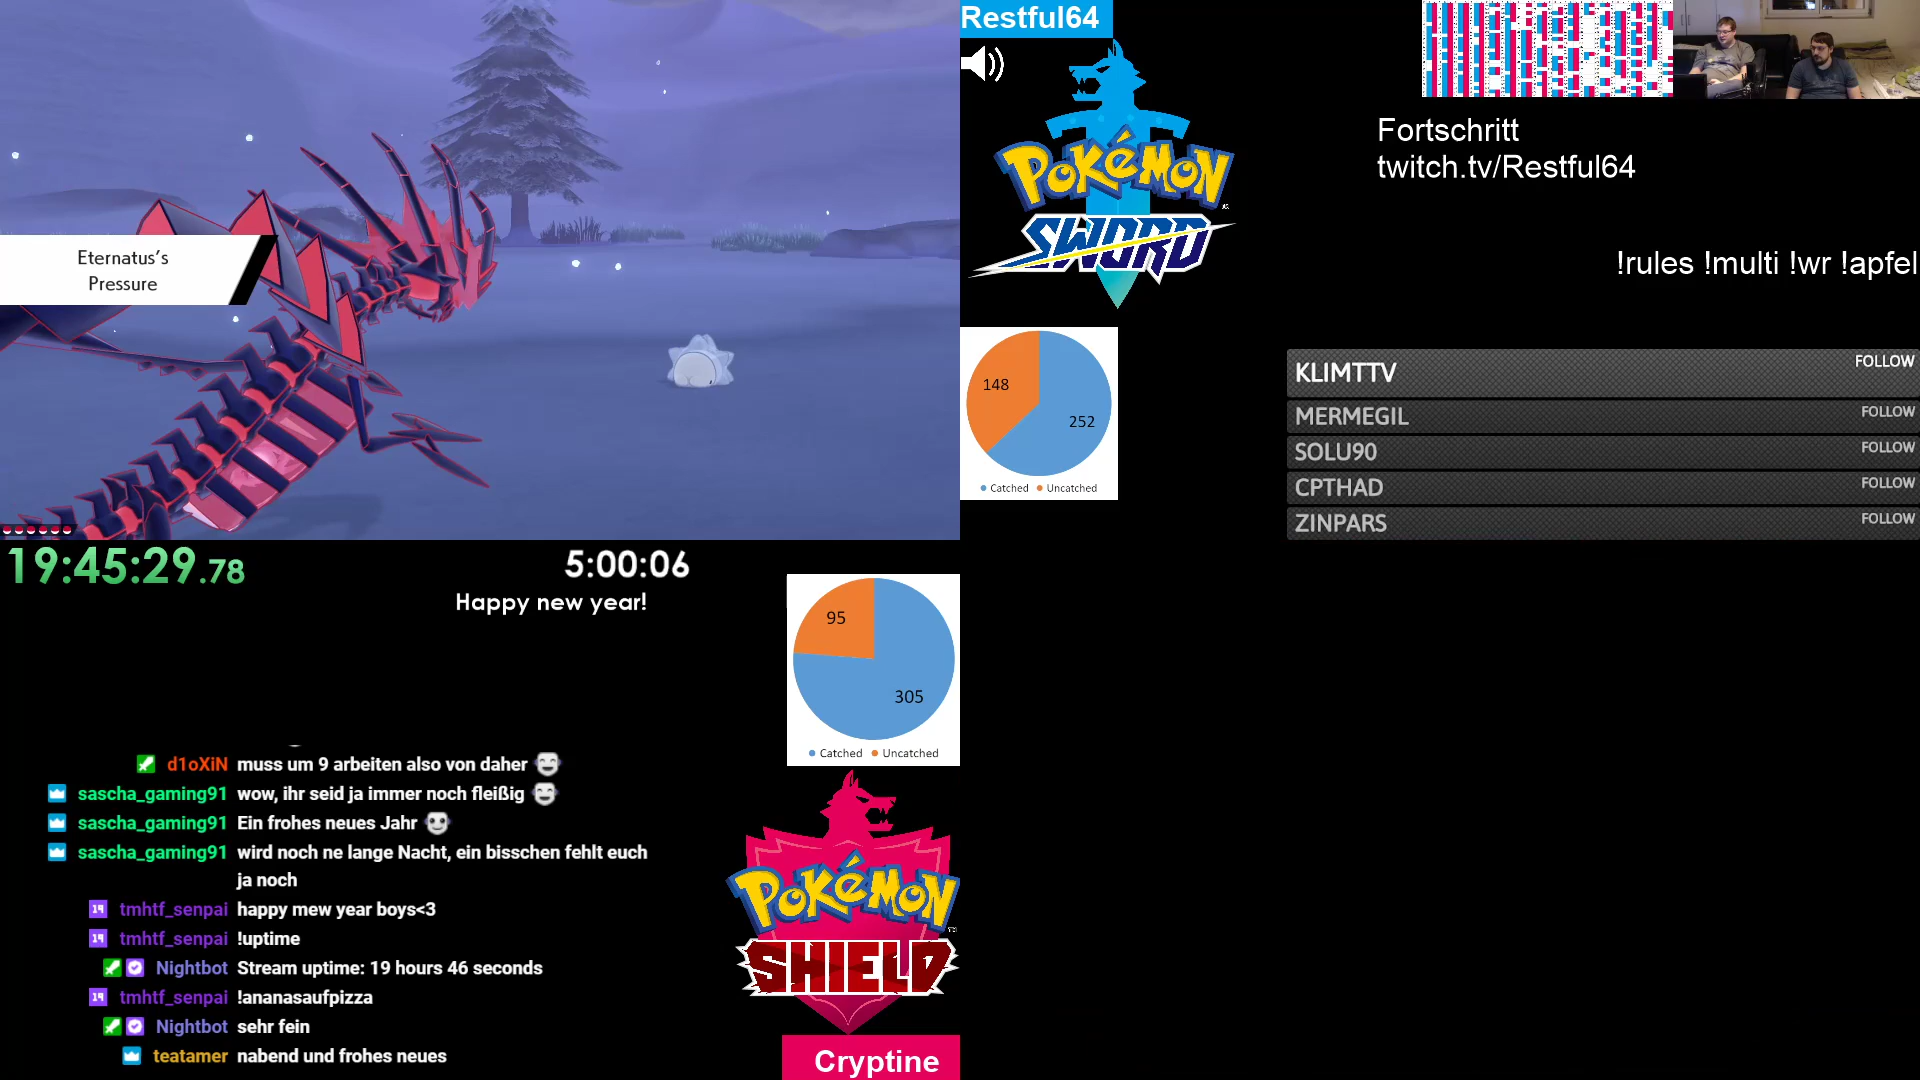 Restful64
POKéMON
SWORD
Fortschritt
twitch.tv/Restful64
!rules !multi !wr !apfel
Eternatus's
Pressure
148
252
Catched Uncatched
KLIMTTV FOLLOW
MERMEGIL FOLLOW
SOLU90 FOLLOW
CPTHAD FOLLOW
ZINPARS FOLLOW
19:45:29.78
5:00:06
Happy new year!
95
305
Catched Uncatched
d1oXiN muss um 9 arbeiten also von daher
sascha_gaming91 wow, ihr seid ja immer noch fleißig
sascha_gaming91 Ein frohes neues Jahr
sascha_gaming91 wird noch ne lange Nacht, ein bisschen fehlt euch
ja noch
19 tmhtf_senpai happy mew year boys<3
19 tmhtf_senpai !uptime
Nightbot Stream uptime: 19 hours 46 seconds
19 tmhtf_senpai !ananasaufpizza
Nightbot sehr fein
teatamer nabend und frohes neues
POKéMON
SHIELD
Cryptine